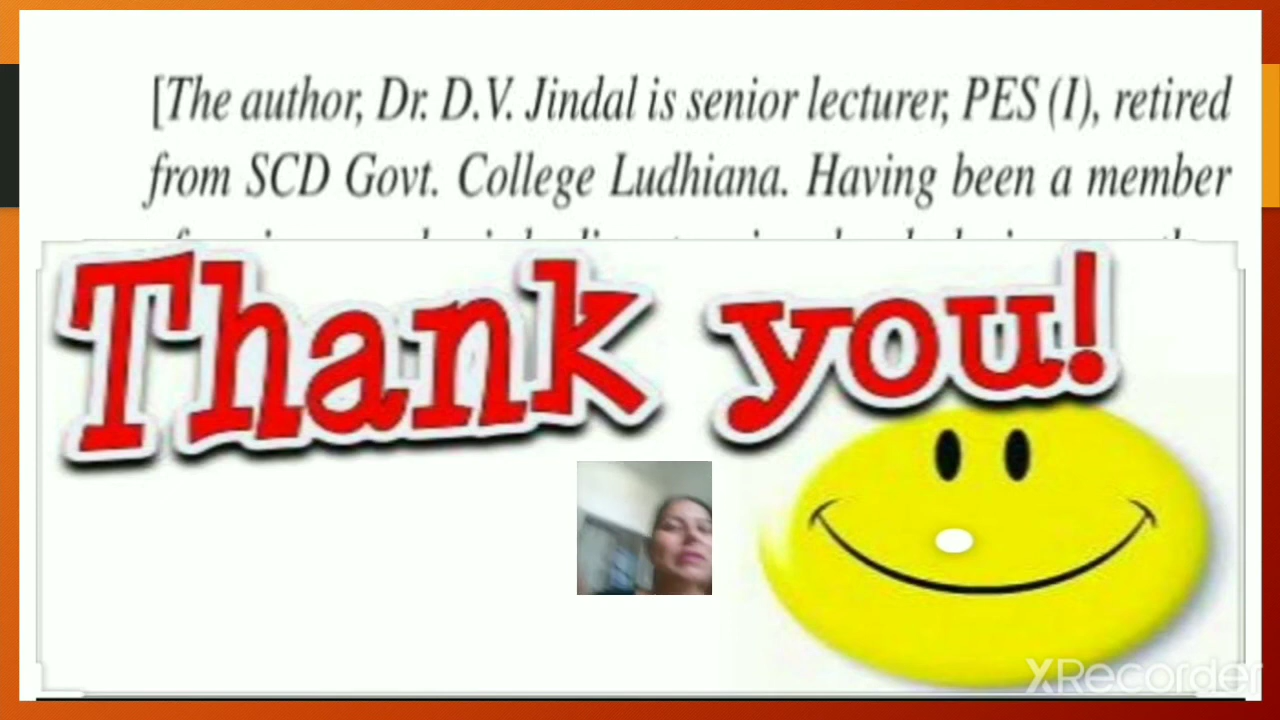 [The author, Dr. D.V. Jindal is senior lecturer, PES (I), retired
from SCD Govt. College Ludhiana. Having been a member
Thank you!
XRecorder